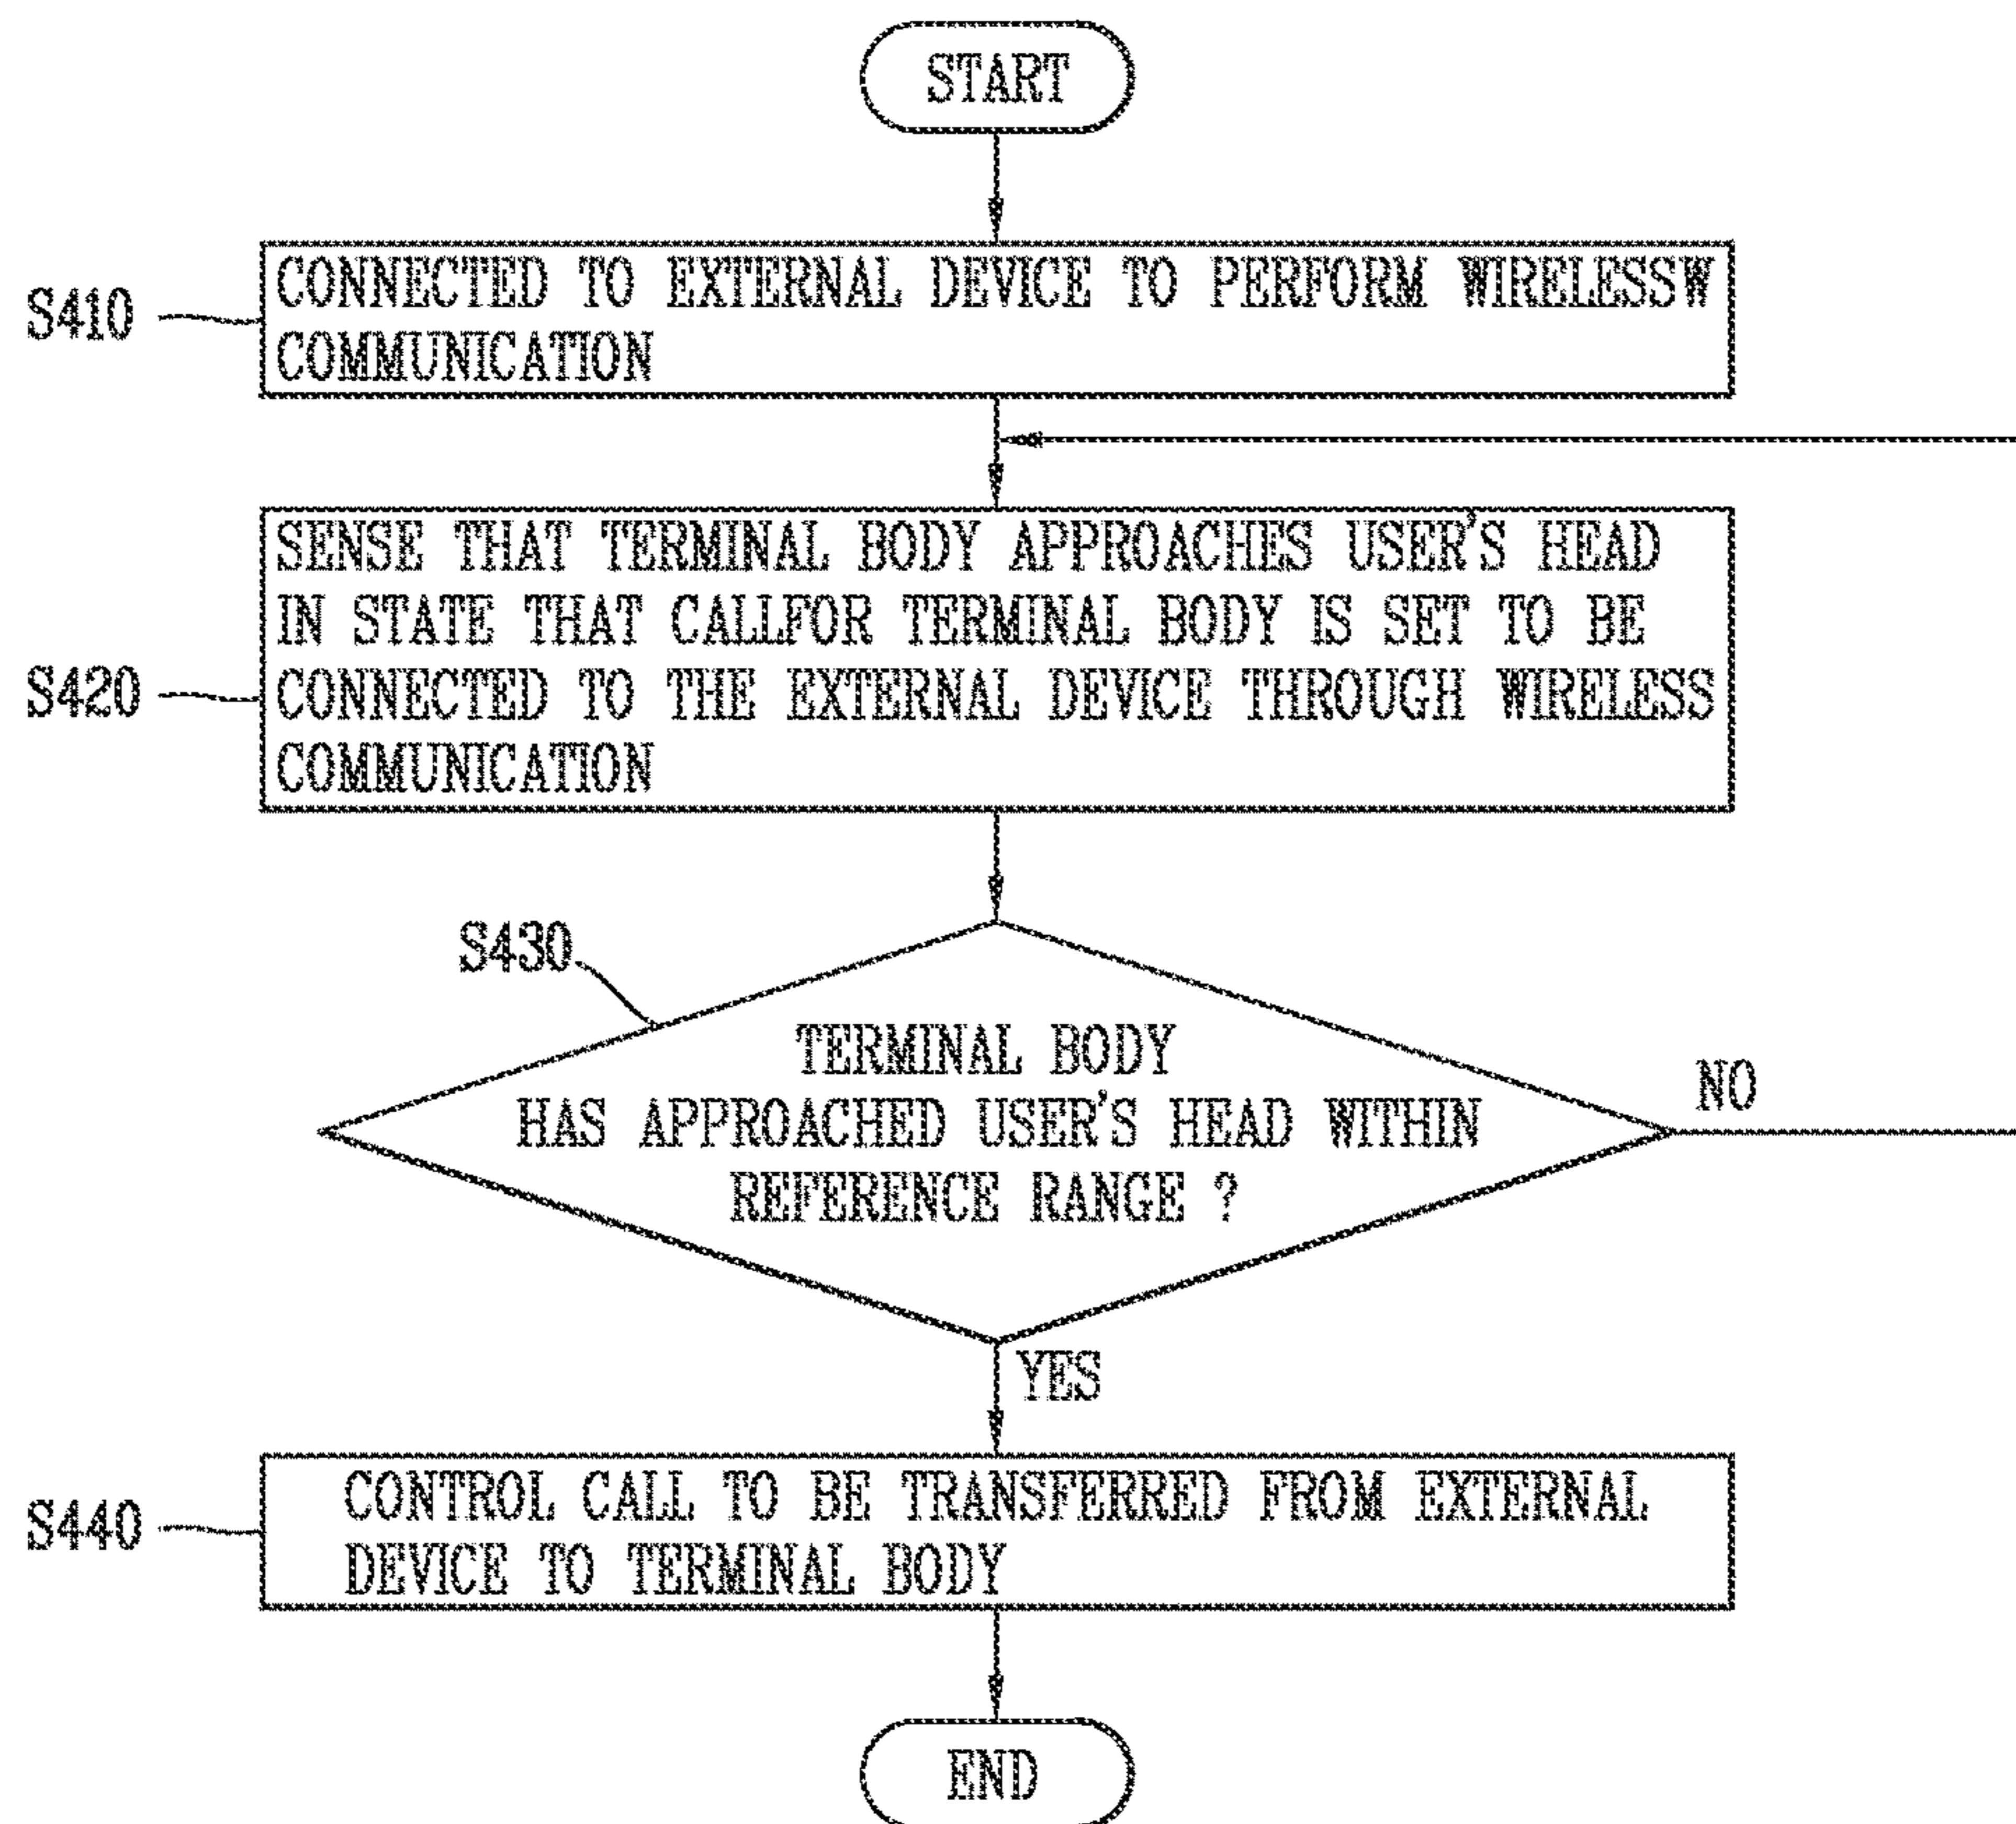 START
S410
CONNECTED TO EXTERNAL DEVICE TO PERFORM WIRELESSW
COMMUNICATION
S420
SENSE THAT TERMINAL BODY APPROACHES USER'S HEAD
IN STATE THAT CALLFOR TERMINAL BODY IS SET TO BE
CONNECTED TO THE EXTERNAL DEVICE THROUGH WIRELESS
COMMUNICATION
S430
TERMINAL BODY
HAS APPROACHED USER'S HEAD WITHIN
REFERENCE RANGE ?
NO
YES
S440
CONTROL CALL TO BE TRANSFERRED FROM EXTERNAL
DEVICE TO TERMINAL BODY
END